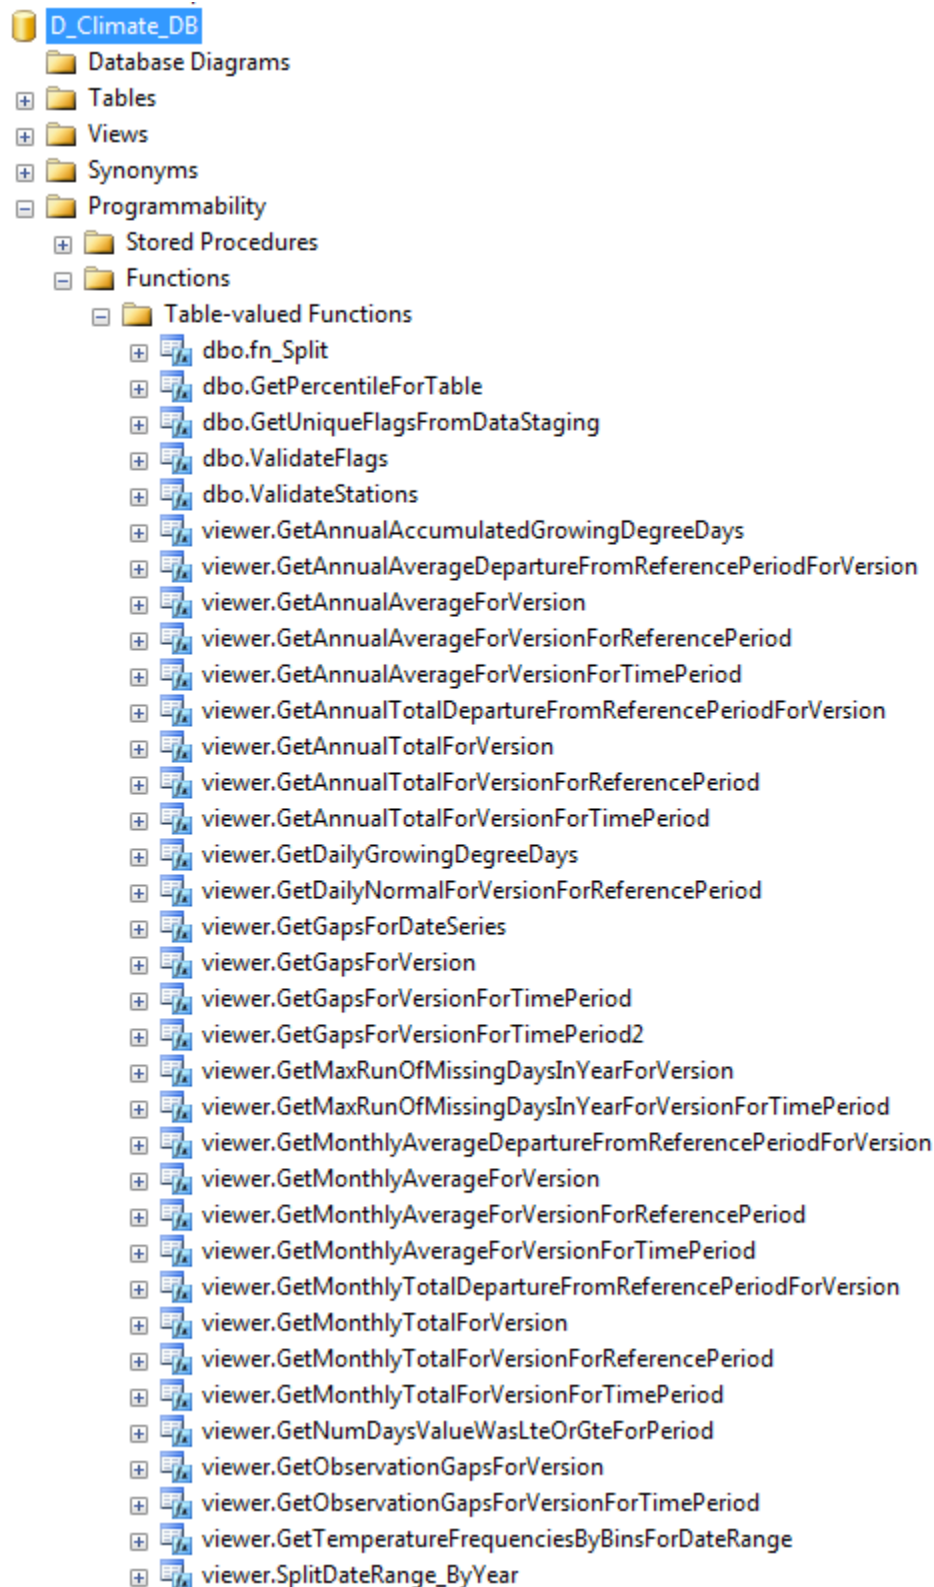 D_Climate_DB
Database Diagrams
Tables
Views
Synonyms
Programmability
Stored Procedures
Functions
Table-valued Functions
dbo.fn_Split
dbo.GetPercentileForTable
dbo.GetUniqueFlagsFromDataStaging
dbo.ValidateFlags
dbo.ValidateStations
viewer.GetAnnualAccumulatedGrowingDegreeDays
viewer.GetAnnualAverageDepartureFromReferencePeriodForVersion
viewer.GetAnnualAverageForVersion
viewer.GetAnnualAverageForVersionForReferencePeriod
viewer.GetAnnualAverageForVersionForTimePeriod
viewer.GetAnnualTotalDepartureFromReferencePeriodForVersion
viewer.GetAnnualTotalForVersion
viewer.GetAnnualTotalForVersionForReferencePeriod
viewer.GetAnnualTotalForVersionForTimePeriod
viewer.GetDailyGrowingDegreeDays
viewer.GetDailyNormalForVersionForReferencePeriod
viewer.GetGapsForDateSeries
viewer.GetGapsForVersion
viewer.GetGapsForVersionForTimePeriod
viewer.GetGapsForVersionForTimePeriod2
viewer.GetMaxRunOfMissingDaysInYearForVersion
viewer.GetMaxRunOfMissingDaysInYearForVersionForTimePeriod
viewer.GetMonthlyAverageDepartureFromReferencePeriodForVersion
viewer.GetMonthlyAverageForVersion
viewer.GetMonthlyAverageForVersionForReferencePeriod
viewer.GetMonthlyAverageForVersionForTimePeriod
viewer.GetMonthlyTotalDepartureFromReferencePeriodForVersion
viewer.GetMonthlyTotalForVersion
viewer.GetMonthlyTotalForVersionForReferencePeriod
viewer.GetMonthlyTotalForVersionForTimePeriod
viewer.GetNumDaysValueWasLteOrGteForPeriod
viewer.GetObservationGapsForVersion
viewer.GetObservationGapsForVersionForTimePeriod
viewer.GetTemperatureFrequenciesByBinsForDateRange
viewer.SplitDateRange_ByYear